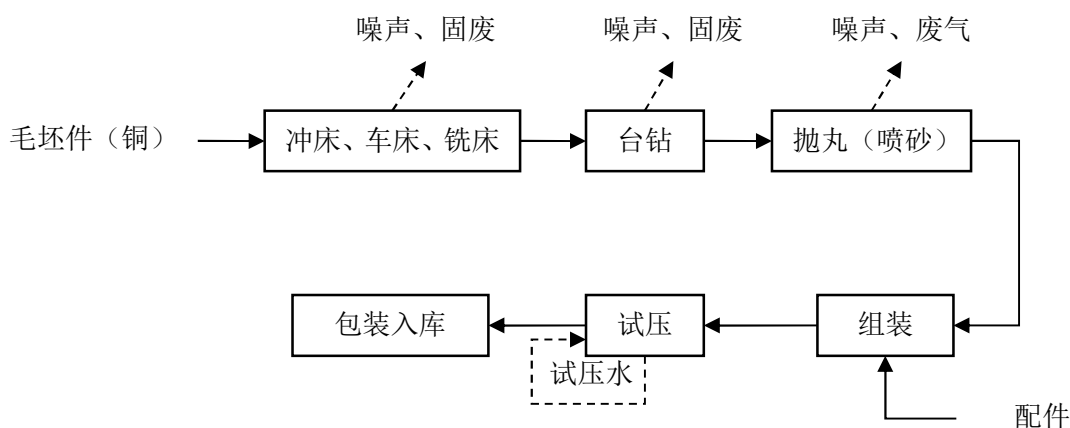 噪声、固废
噪声、固废
噪声、废气
毛坯件（铜）
冲床、车床、铣床
台钻
抛丸（喷砂）
包装入库
试压
组装
试压水
配件